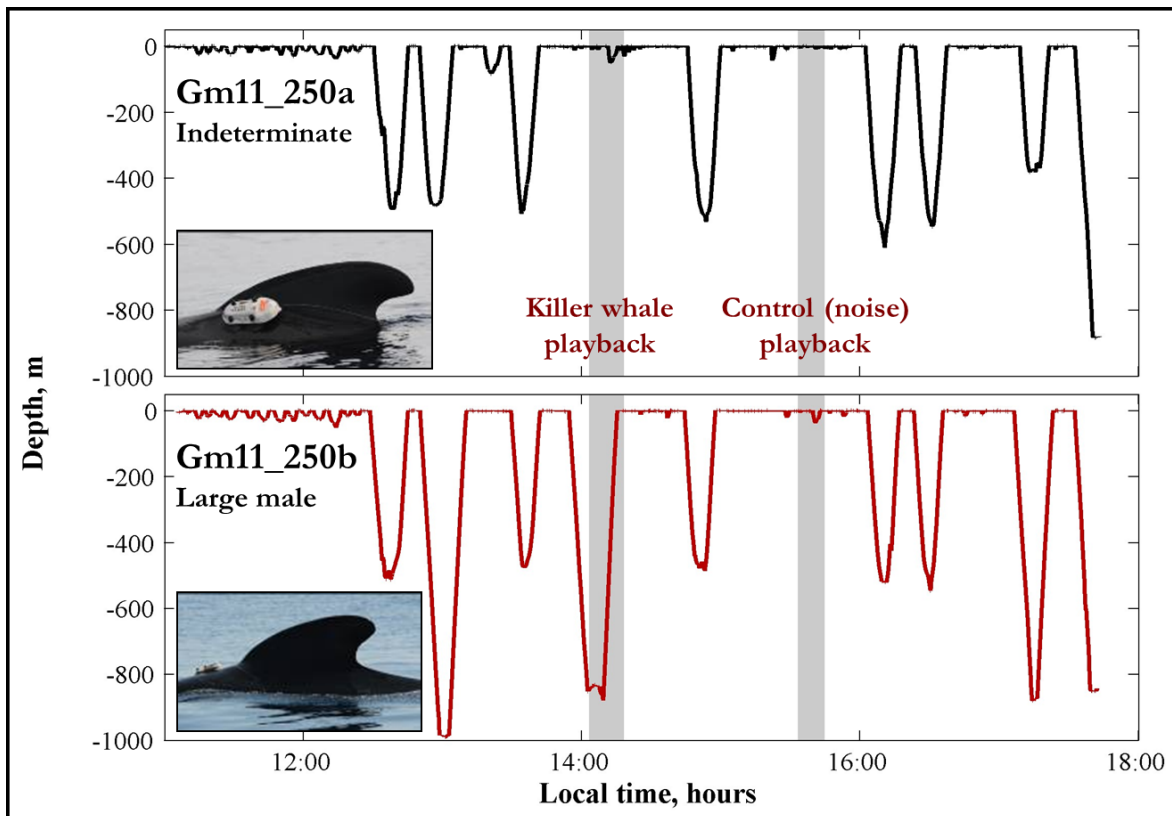 0
-200
-400
-600
-800
-1000
Gm11_250a
Indeterminate
Killer whale
playback
Control (noise)
playback
Depth, m
0
-200
-400
-600
-800
-1000
Gm11_250b
Large male
12:00
14:00
16:00
18:00
Local time, hours